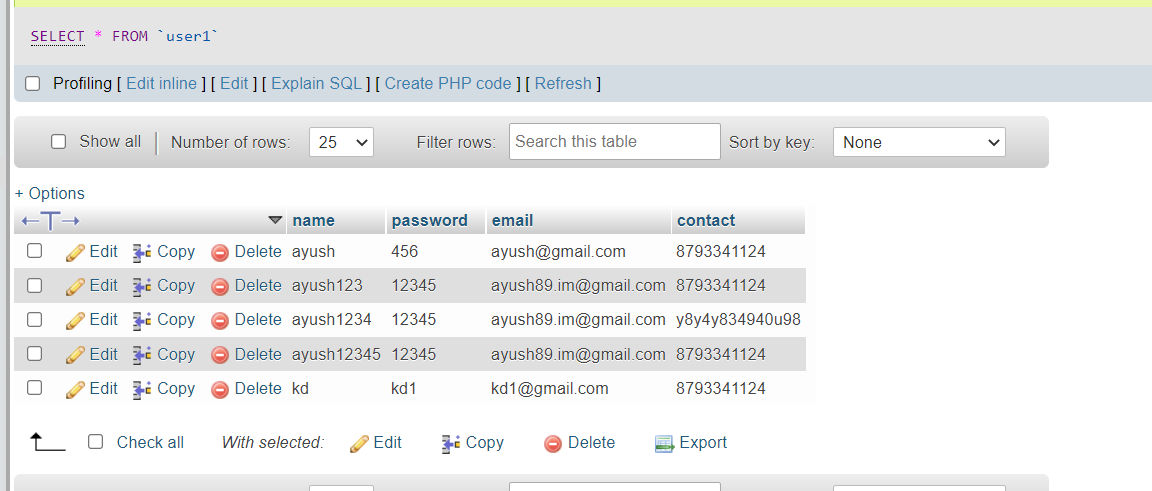 SELECT * FROM `user1`
Profiling [ Edit inline ] [ Edit ] [ Explain SQL ] [ Create PHP code ] [ Refresh ]
Show all | Number of rows: 25 Filter rows: Search this table Sort by key: None
+ Options
←T→ name password email contact
Edit Copy Delete ayush 456 ayush@gmail.com 8793341124
Edit Copy Delete ayush123 12345 ayush89.im@gmail.com 8793341124
Edit Copy Delete ayush1234 12345 ayush89.im@gmail.com y8y4y834940u98
Edit Copy Delete ayush12345 12345 ayush89.im@gmail.com 8793341124
Edit Copy Delete kd kd1 kd1@gmail.com 8793341124
Check all With selected: Edit Copy Delete Export